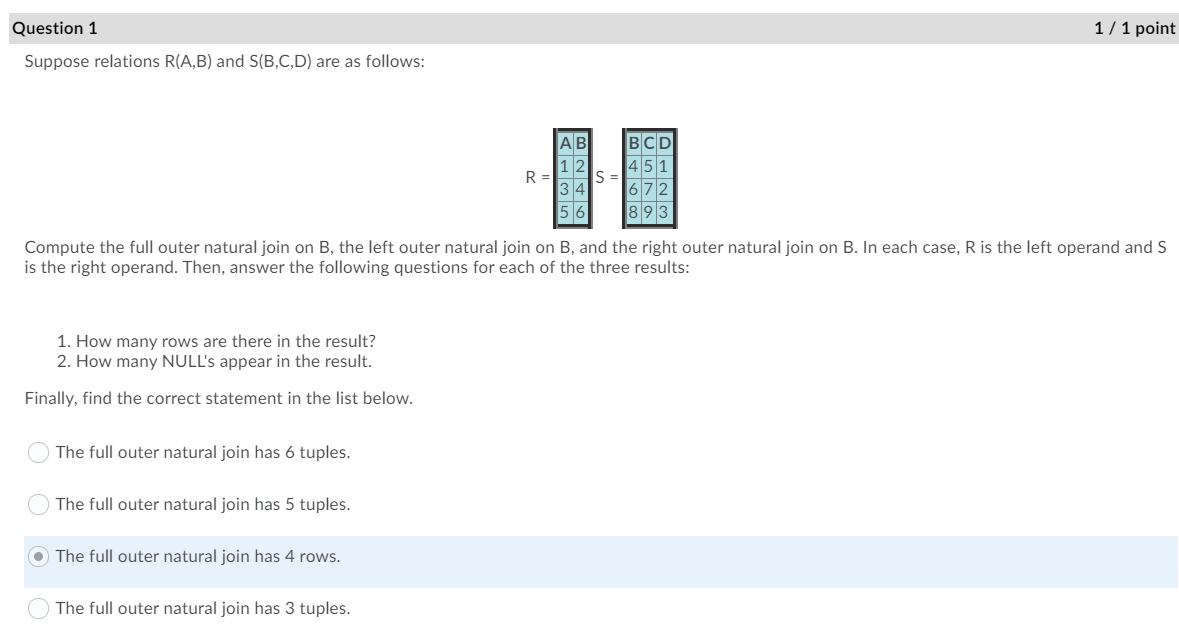 Question 1 1 / 1 point
Suppose relations R(A,B) and S(B,C,D) are as follows:
A B B C D
1 2 4 5 1
R = S =
3 4 6 7 2
5 6 8 9 3
Compute the full outer natural join on B, the left outer natural join on B, and the right outer natural join on B. In each case, R is the left operand and S
is the right operand. Then, answer the following questions for each of the three results:
1. How many rows are there in the result?
2. How many NULL's appear in the result.
Finally, find the correct statement in the list below.
The full outer natural join has 6 tuples.
The full outer natural join has 5 tuples.
The full outer natural join has 4 rows.
The full outer natural join has 3 tuples.